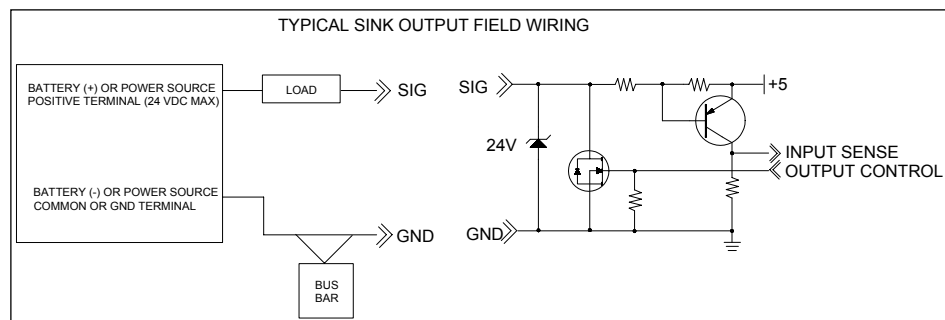 TYPICAL SINK OUTPUT FIELD WIRING
BATTERY (+) OR POWER SOURCE
POSITIVE TERMINAL (24 VDC MAX)
LOAD
SIG
SIG
+5
24V
INPUT SENSE
OUTPUT CONTROL
BATTERY (-) OR POWER SOURCE
COMMON OR GND TERMINAL
GND
GND
BUS
BAR